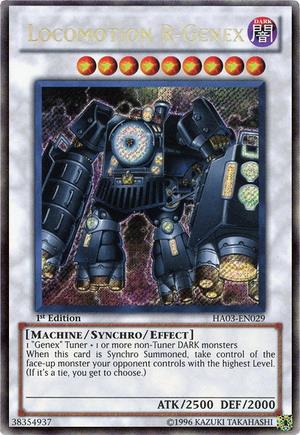 LOCOMOTION R-GENEX
DARK
闇
1st Edition
HA03-EN029
[MACHINE/SYNCHRO/EFFECT]
1 "Genex" Tuner + 1 or more non-Tuner DARK monsters
When this card is Synchro Summoned, take control of the
face-up monster your opponent controls with the highest Level.
(If it's a tie, you get to choose.)
ATK/2500 DEF/2000
38354937
©1996 KAZUKI TAKAHASHI